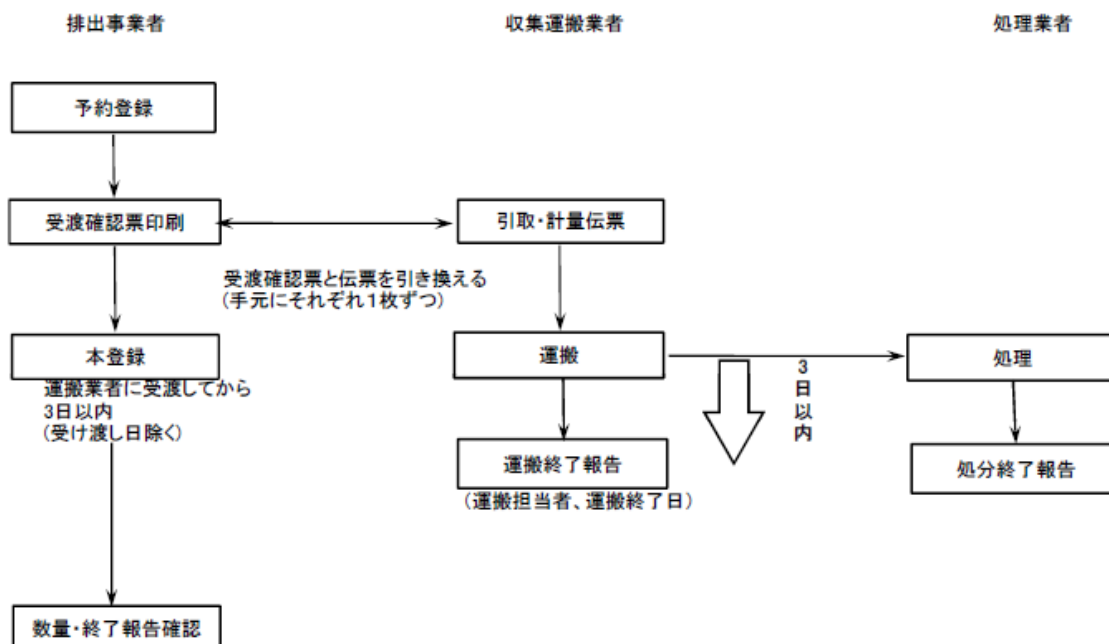 排出事業者
収集運搬業者
処理業者
予約登録
受渡確認票印刷
引取・計量伝票
受渡確認票と伝票を引き換える
(手元にそれぞれ1枚ずつ)
本登録
運搬業者に受渡してから
3日以内
(受け渡し日除く)
運搬
3日以内
処理
運搬終了報告
(運搬担当者、運搬終了日)
処分終了報告
数量・終了報告確認